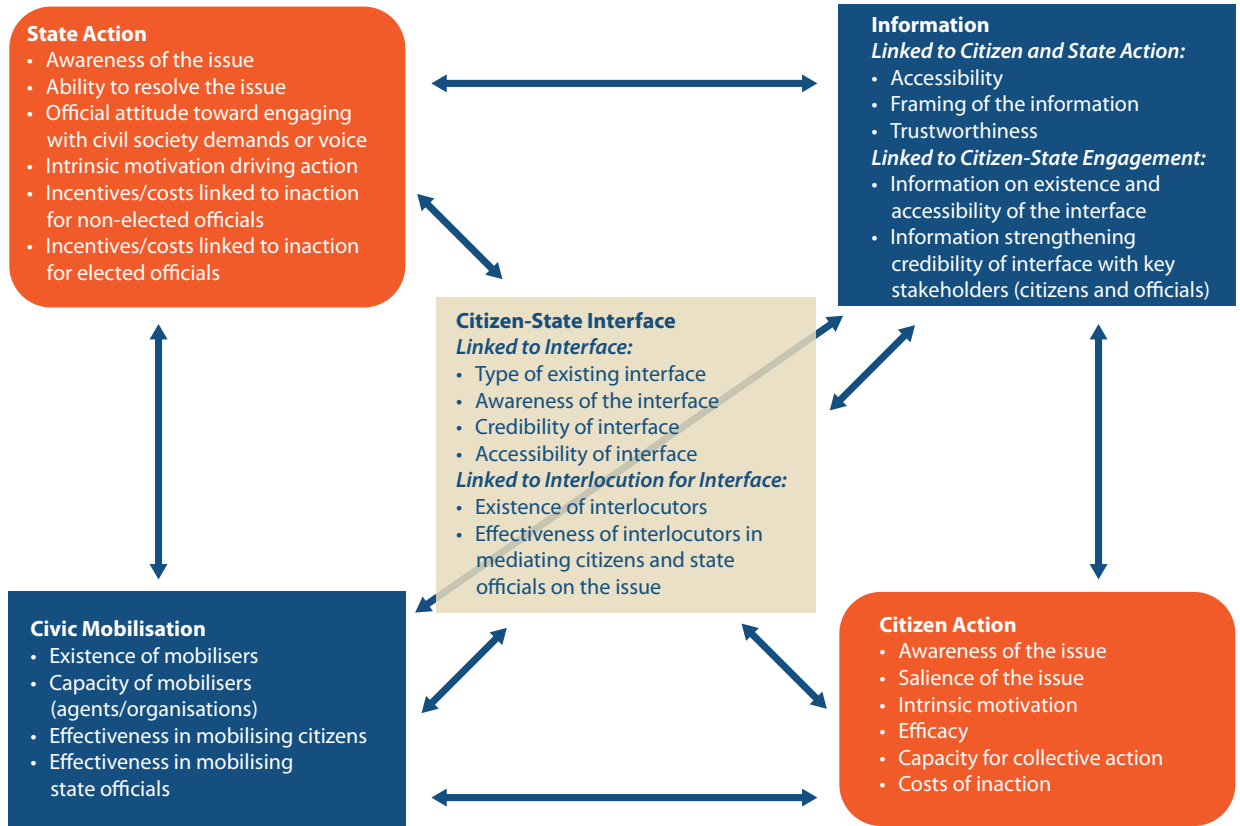 State Action
• Awareness of the issue
• Ability to resolve the issue
• Official attitude toward engaging
with civil society demands or voice
• Intrinsic motivation driving action
• Incentives/costs linked to inaction
for non-elected officials
• Incentives/costs linked to inaction
for elected officials
Information
Linked to Citizen and State Action:
• Accessibility
• Framing of the information
• Trustworthiness
Linked to Citizen-State Engagement:
• Information on existence and
accessibility of the interface
• Information strengthening
credibility of interface with key
stakeholders (citizens and officials)
Citizen-State Interface
Linked to Interface:
• Type of existing interface
• Awareness of the interface
• Credibility of interface
• Accessibility of interface
Linked to Interlocution for Interface:
• Existence of interlocutors
• Effectiveness of interlocutors in
mediating citizens and state
officials on the issue
Civic Mobilisation
• Existence of mobilisers
• Capacity of mobilisers
(agents/organisations)
• Effectiveness in mobilising citizens
• Effectiveness in mobilising
state officials
Citizen Action
• Awareness of the issue
• Salience of the issue
• Intrinsic motivation
• Efficacy
• Capacity for collective action
• Costs of inaction